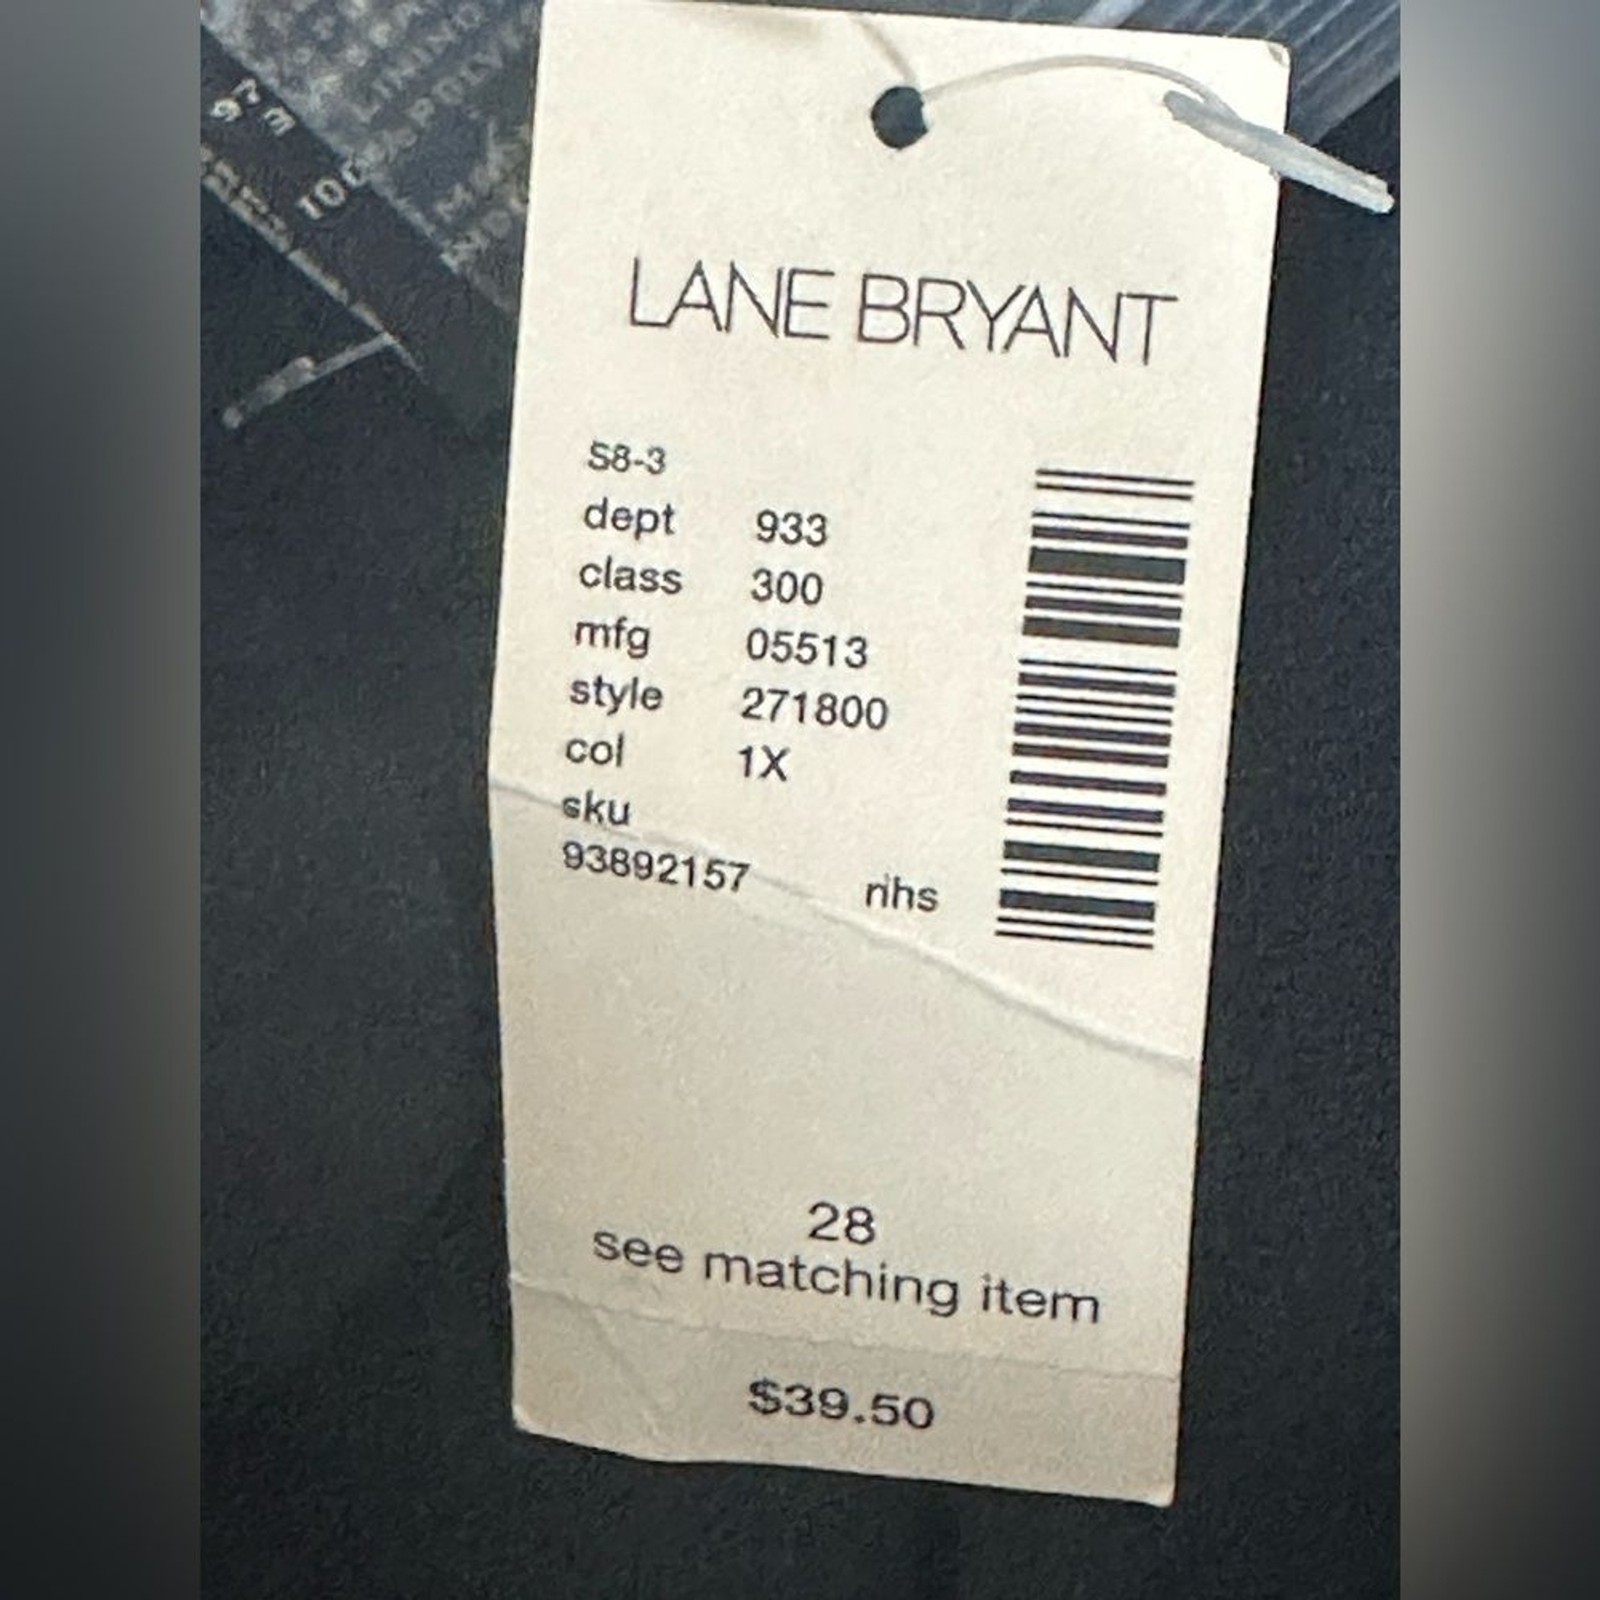 LINING
LANE BRYANT
S8-3
dept 933
class 300
mfg 05513
style 271800
col 1X
sku
93892157 rihs
28
see matching item
$39.50